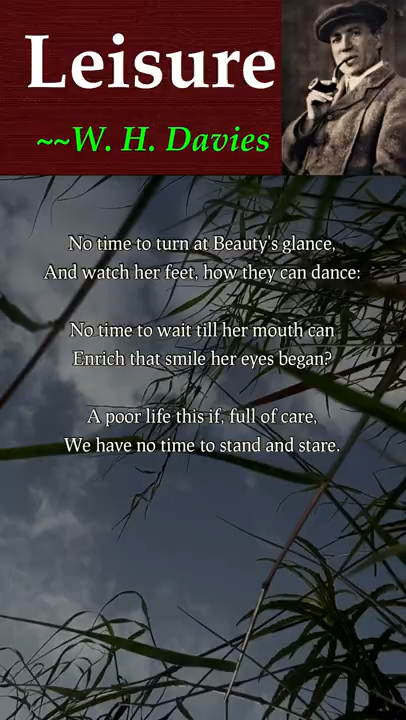 Leisure
~~W. H. Davies
No time to turn at Beauty's glance,
And watch her feet, how they can dance:
No time to wait till her mouth can
Enrich that smile her eyes began?
A poor life this if, full of care,
We have no time to stand and stare.